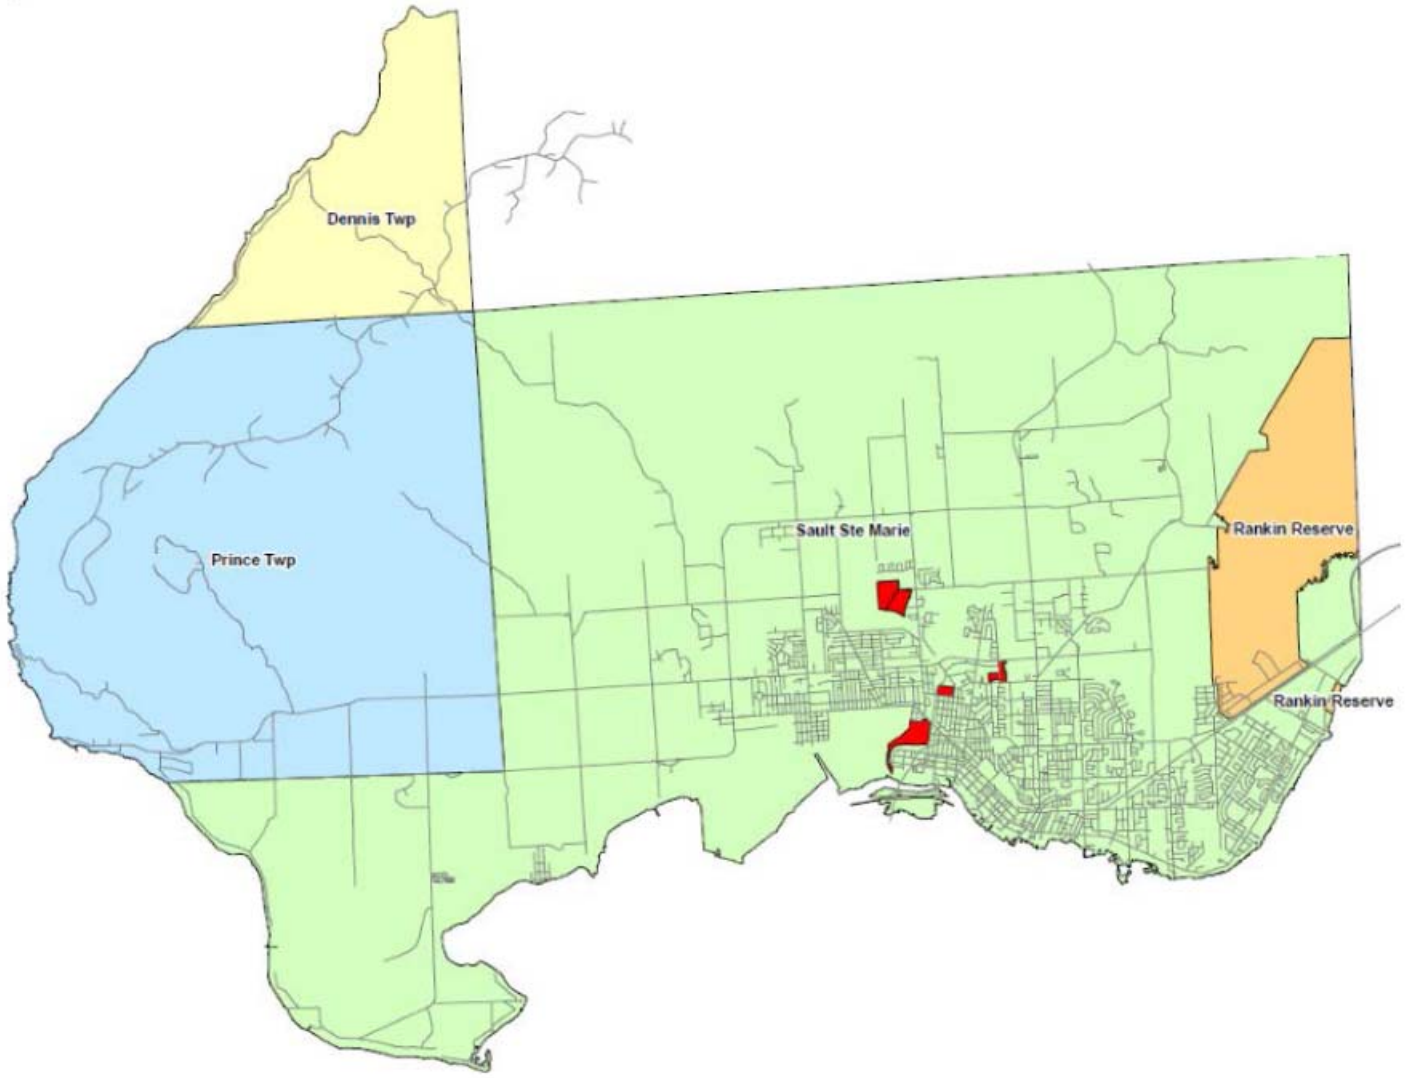 Dennis Twp
Sault Ste Marie
Rankin Reserve
Prince Twp
Rankin Reserve